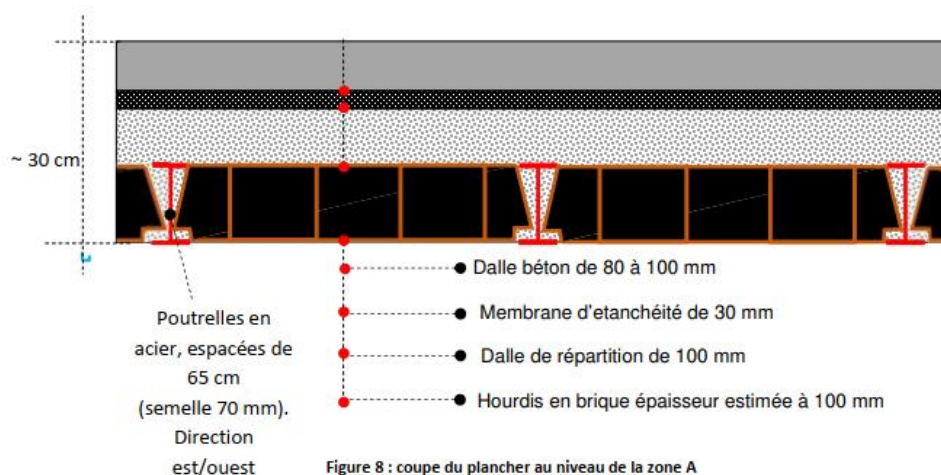 ~ 30 cm
Dalle béton de 80 à 100 mm
Membrane d'etanchéité de 30 mm
Dalle de répartition de 100 mm
Hourdis en brique épaisseur estimée à 100 mm
Poutrelles en
acier, espacées de
65 cm
(semelle 70 mm).
Direction
est/ouest
Figure 8 : coupe du plancher au niveau de la zone A